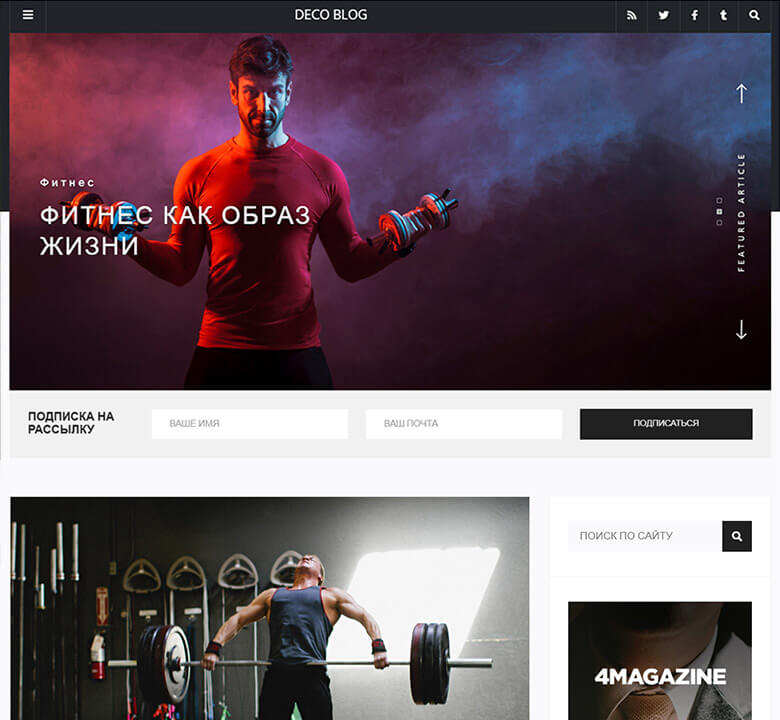 DECO BLOG
Фитнес
ФИТНЕС КАК ОБРАЗ
ЖИЗНИ
FEATURED ARTICLE
ПОДПИСКА НА
РАССЫЛКУ
ВАШЕ ИМЯ
ВАШ ПОЧТА
ПОДПИСАТЬСЯ
ПОИСК ПО САЙТУ
4MAGAZINE